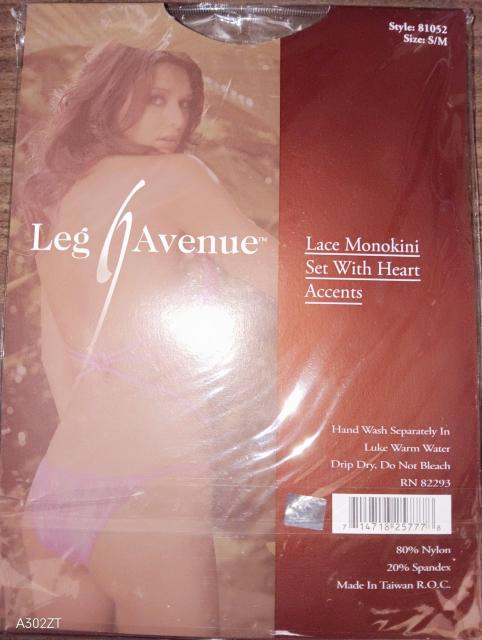 Style: 81052
Size: S/M
Leg Avenue™
Lace Monokini
Set With Heart
Accents
Hand Wash Separately In
Luke Warm Water
Drip Dry, Do Not Bleach
RN 82293
7 14718 25777 8
80% Nylon
20% Spandex
Made In Taiwan R.O.C.
A302ZT